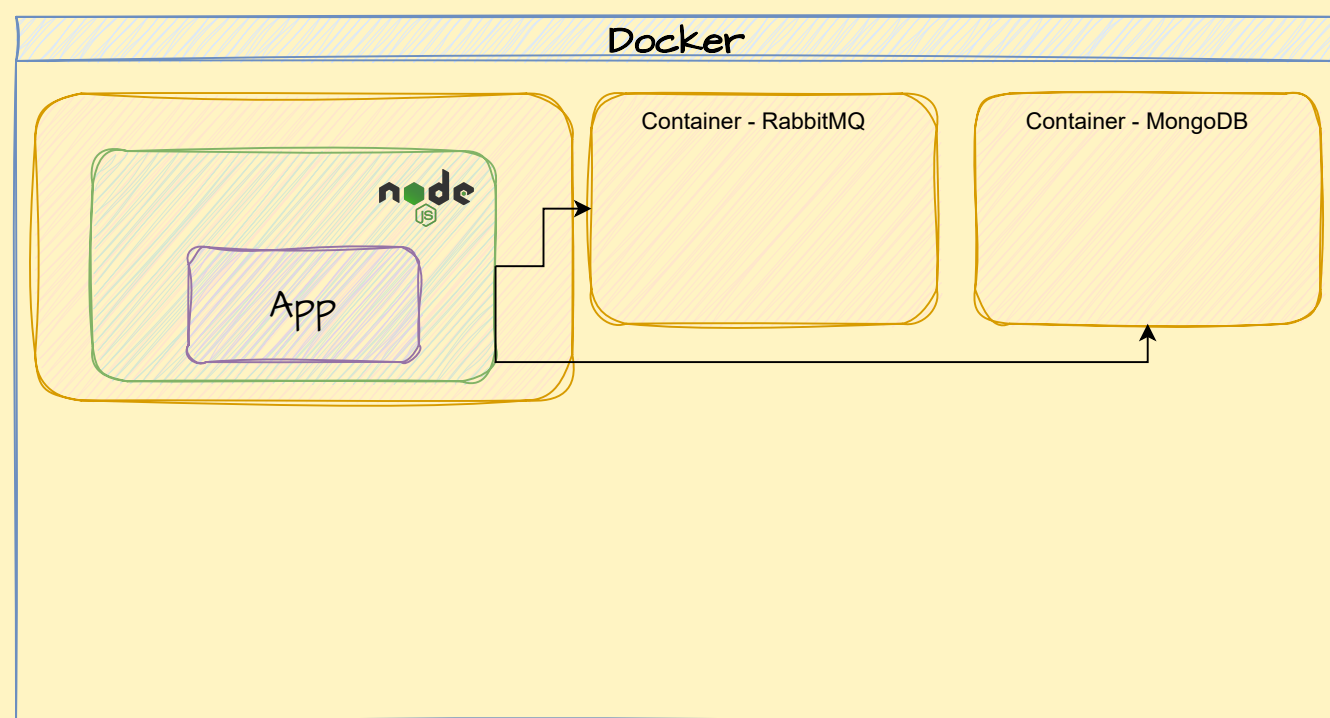 Docker
Container - RabbitMQ
Container - MongoDB
node
JS
App